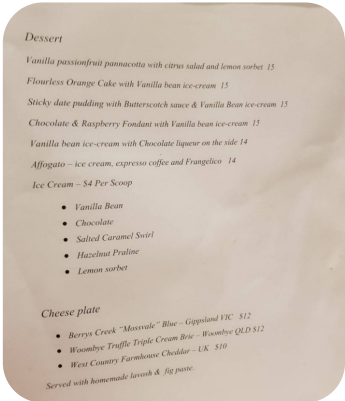 Dessert
Vanilla passionfruit pannacotta with citrus salad and lemon sorbet 15
Flourless Orange Cake with Vanilla bean ice-cream 15
Sticky date pudding with Butterscotch sauce & Vanilla Bean ice-cream 15
Chocolate & Raspberry Fondant with Vanilla bean ice-cream 15
Vanilla bean ice-cream with Chocolate liqueur on the side 14
Affogato – ice cream, expresso coffee and Frangelico 14
Ice Cream – $4 Per Scoop
• Vanilla Bean
• Chocolate
• Salted Caramel Swirl
• Hazelnut Praline
• Lemon sorbet
Cheese plate
• Berrys Creek "Mossvale" Blue – Gippsland VIC $12
• Woombye Truffle Triple Cream Brie – Woombye QLD $12
• West Country Farmhouse Cheddar – UK $10
Served with homemade lavosh & fig paste.